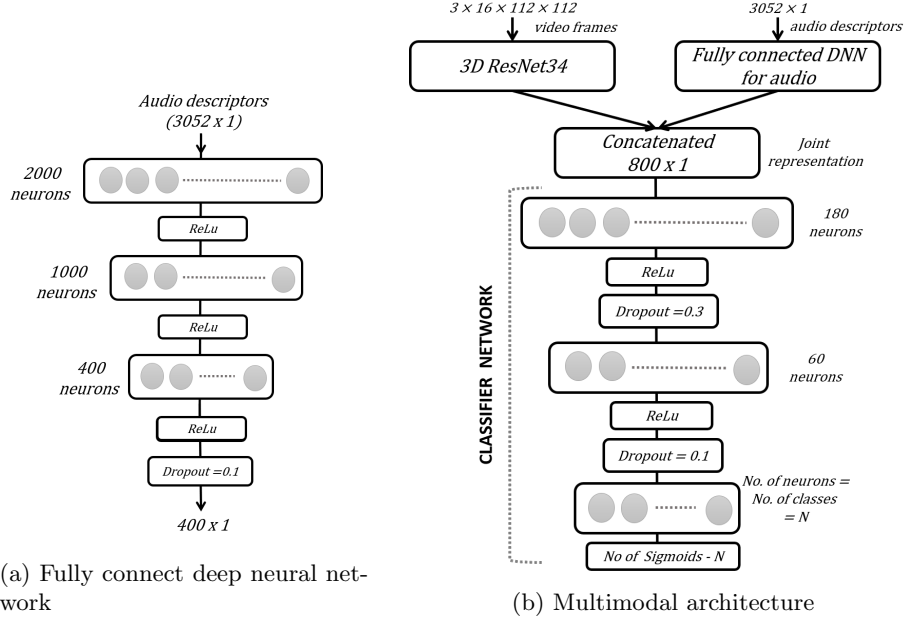 Audio descriptors
(3052 x 1)
2000
neurons
ReLu
1000
neurons
ReLu
400
neurons
ReLu
Dropout =0.1
400 x 1
(a) Fully connect deep neural net-
work
3 × 16 × 112 × 112
video frames
3052 × 1
audio descriptors
3D ResNet34
Fully connected DNN
for audio
Concatenated
800 x 1
Joint
representation
CLASSIFIER NETWORK
180
neurons
ReLu
Dropout =0.3
60
neurons
ReLu
Dropout = 0.1
No. of neurons =
No. of classes
= N
No of Sigmoids - N
(b) Multimodal architecture